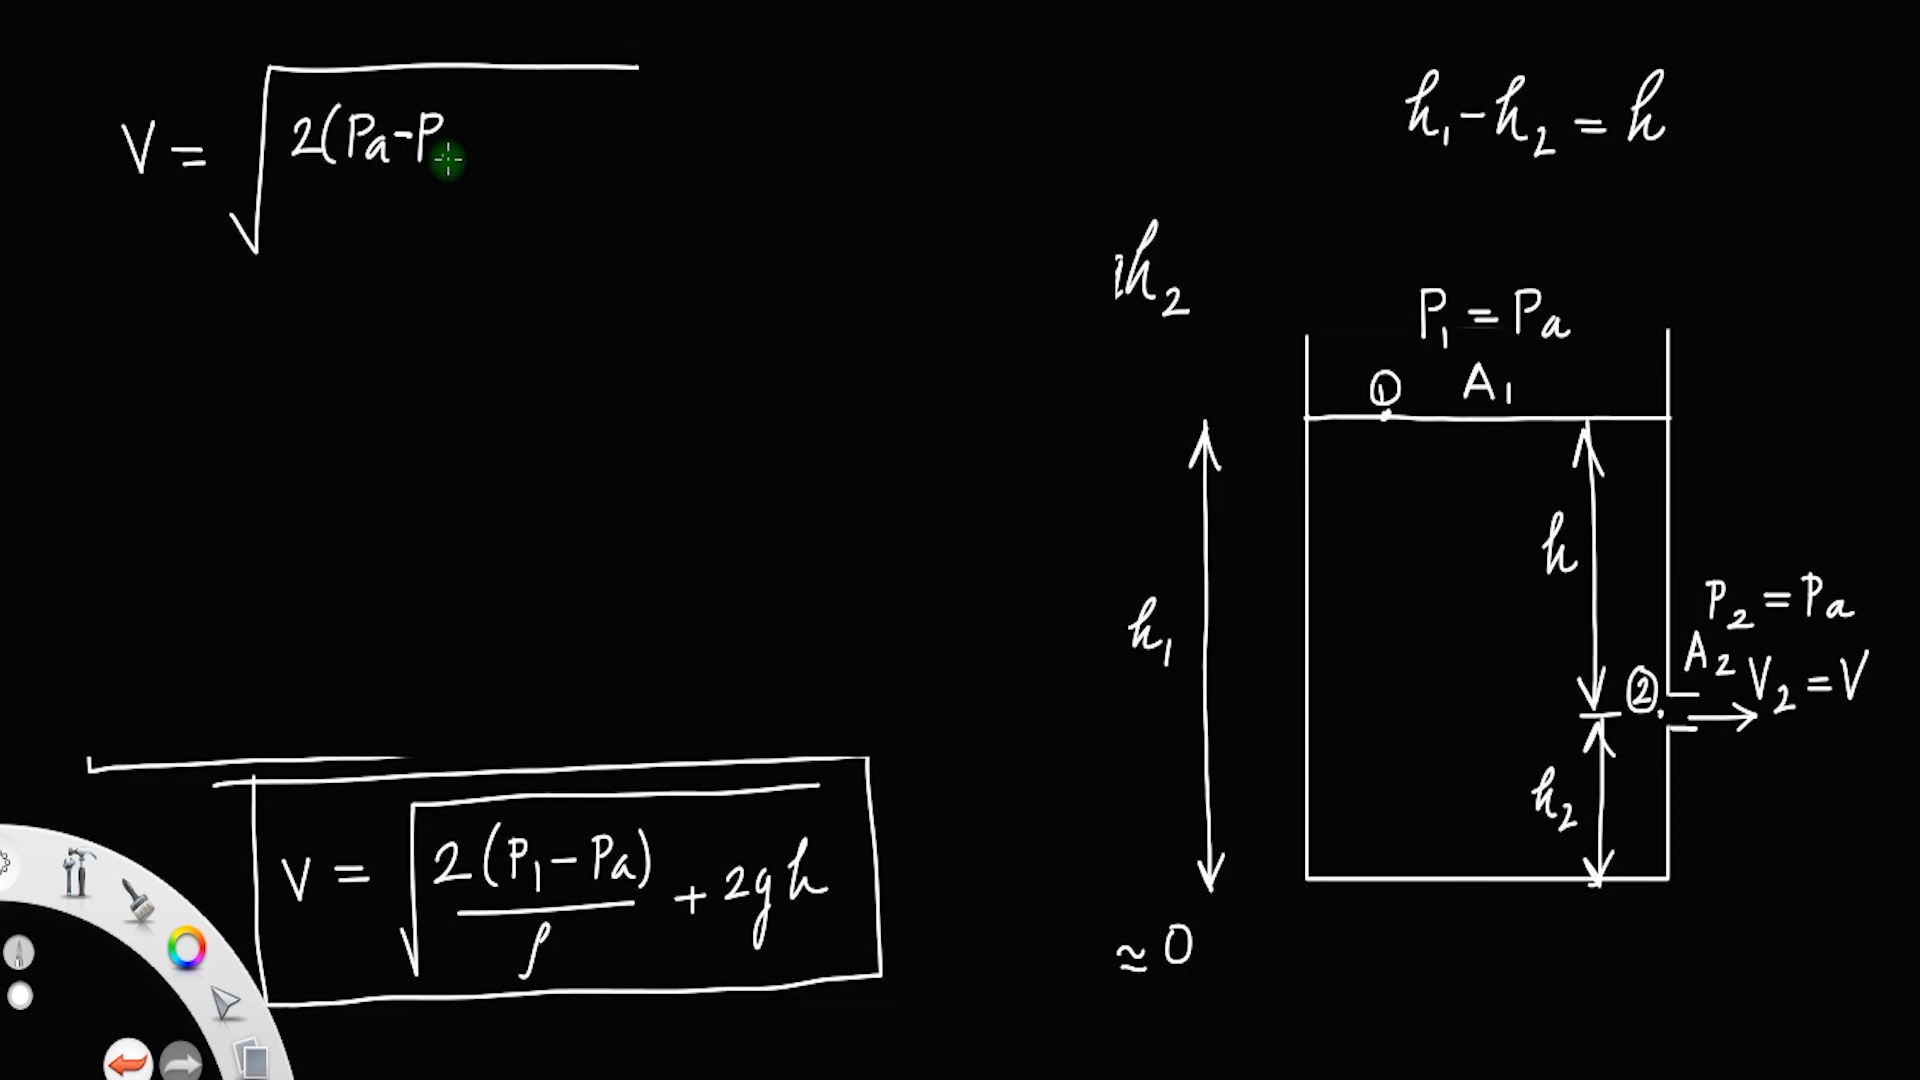 V = √ 2(Pa-P
h₁-h₂ = h
h₂
P₁ = Pa
① A₁
h
h₁
P₂ = Pa
A₂
② V₂ = V
h₂
V = √ 2(P₁-Pa)/ρ + 2gh
≈ 0